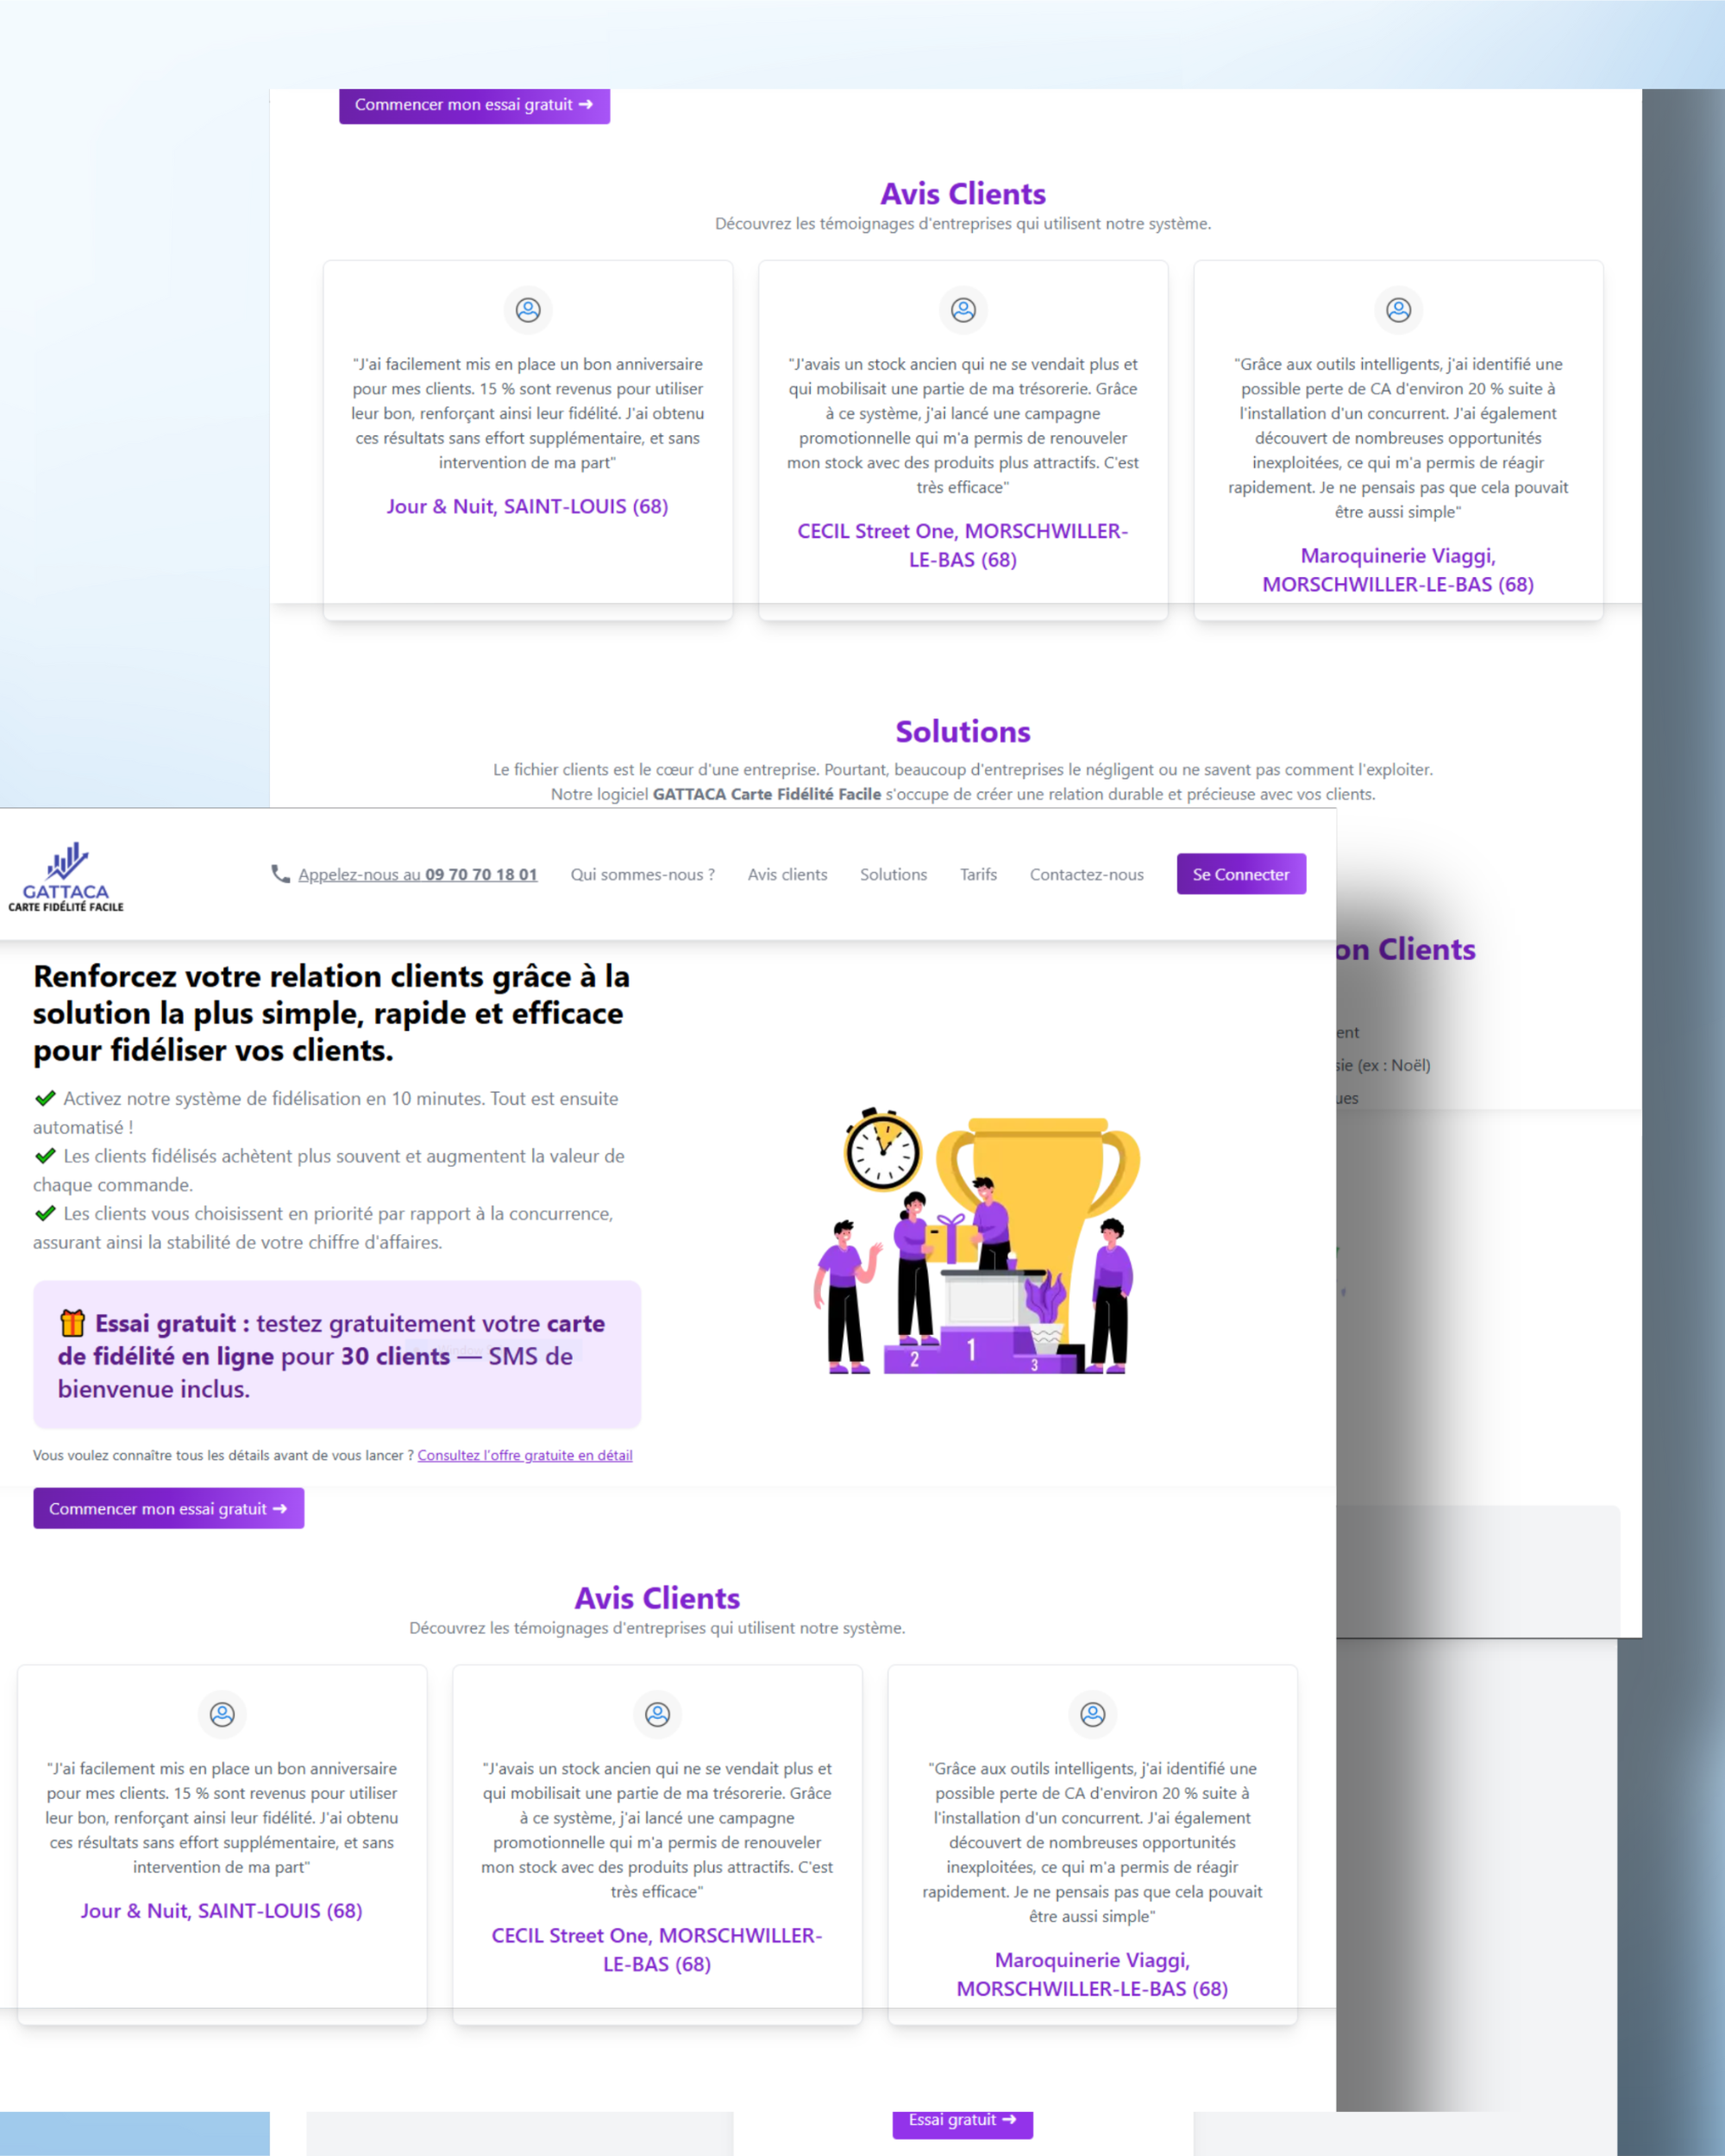 Commencer mon essai gratuit →
Avis Clients
Découvrez les témoignages d'entreprises qui utilisent notre système.
"J'ai facilement mis en place un bon anniversaire
pour mes clients. 15 % sont revenus pour utiliser
leur bon, renforçant ainsi leur fidélité. J'ai obtenu
ces résultats sans effort supplémentaire, et sans
intervention de ma part"
Jour & Nuit, SAINT-LOUIS (68)
"J'avais un stock ancien qui ne se vendait plus et
qui mobilisait une partie de ma trésorerie. Grâce
à ce système, j'ai lancé une campagne
promotionnelle qui m'a permis de renouveler
mon stock avec des produits plus attractifs. C'est
très efficace"
CECIL Street One, MORSCHWILLER-
LE-BAS (68)
"Grâce aux outils intelligents, j'ai identifié une
possible perte de CA d'environ 20 % suite à
l'installation d'un concurrent. J'ai également
découvert de nombreuses opportunités
inexploitées, ce qui m'a permis de réagir
rapidement. Je ne pensais pas que cela pouvait
être aussi simple"
Maroquinerie Viaggi,
MORSCHWILLER-LE-BAS (68)
Solutions
Le fichier clients est le cœur d'une entreprise. Pourtant, beaucoup d'entreprises le négligent ou ne savent pas comment l'exploiter.
Notre logiciel GATTACA Carte Fidélité Facile s'occupe de créer une relation durable et précieuse avec vos clients.
on Clients
ent
sie (ex : Noël)
ues
GATTACA
CARTE FIDÉLITÉ FACILE
Appelez-nous au 09 70 70 18 01
Qui sommes-nous ?
Avis clients
Solutions
Tarifs
Contactez-nous
Se Connecter
Renforcez votre relation clients grâce à la
solution la plus simple, rapide et efficace
pour fidéliser vos clients.
✔ Activez notre système de fidélisation en 10 minutes. Tout est ensuite
automatisé !
✔ Les clients fidélisés achètent plus souvent et augmentent la valeur de
chaque commande.
✔ Les clients vous choisissent en priorité par rapport à la concurrence,
assurant ainsi la stabilité de votre chiffre d'affaires.
2 1 3
🎁 Essai gratuit : testez gratuitement votre carte
de fidélité en ligne pour 30 clients — SMS de
bienvenue inclus.
Vous voulez connaître tous les détails avant de vous lancer ? Consultez l'offre gratuite en détail
Commencer mon essai gratuit →
Avis Clients
Découvrez les témoignages d'entreprises qui utilisent notre système.
"J'ai facilement mis en place un bon anniversaire
pour mes clients. 15 % sont revenus pour utiliser
leur bon, renforçant ainsi leur fidélité. J'ai obtenu
ces résultats sans effort supplémentaire, et sans
intervention de ma part"
Jour & Nuit, SAINT-LOUIS (68)
"J'avais un stock ancien qui ne se vendait plus et
qui mobilisait une partie de ma trésorerie. Grâce
à ce système, j'ai lancé une campagne
promotionnelle qui m'a permis de renouveler
mon stock avec des produits plus attractifs. C'est
très efficace"
CECIL Street One, MORSCHWILLER-
LE-BAS (68)
"Grâce aux outils intelligents, j'ai identifié une
possible perte de CA d'environ 20 % suite à
l'installation d'un concurrent. J'ai également
découvert de nombreuses opportunités
inexploitées, ce qui m'a permis de réagir
rapidement. Je ne pensais pas que cela pouvait
être aussi simple"
Maroquinerie Viaggi,
MORSCHWILLER-LE-BAS (68)
Essai gratuit →